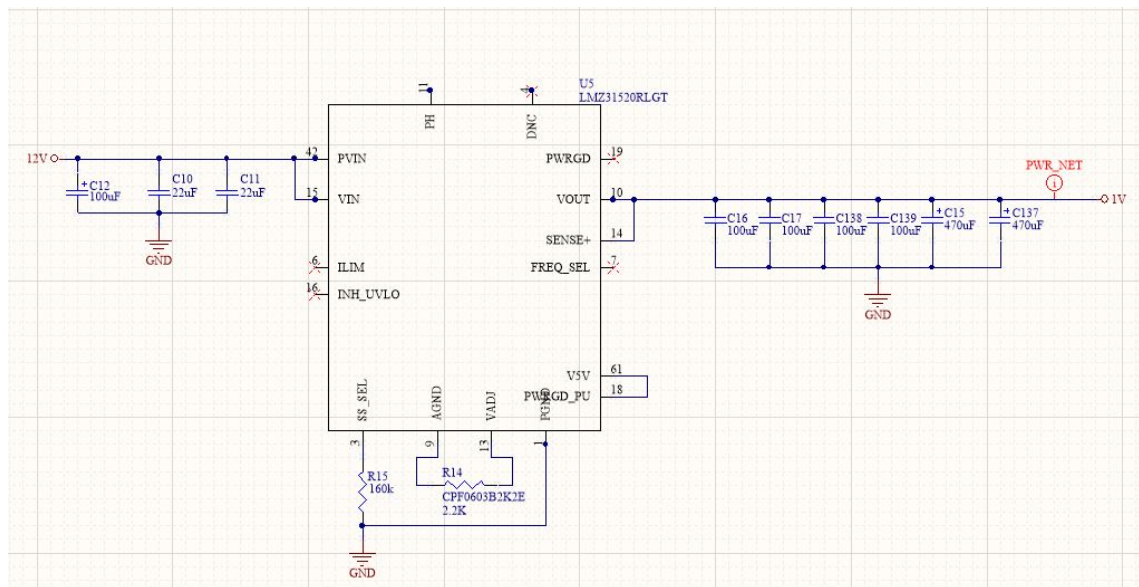 U5
LMZ31520RLGT
11
PH
4
DNC
12V
42
PVIN
15
VIN
6
ILIM
16
INH_UVLO
PWRGD
19
VOUT
10
SENSE+
14
FREQ_SEL
7
V5V
61
PWRGD_PU
18
SS_SEL
3
AGND
9
VADJ
13
PGND
1
+
C12
100uF
C10
22uF
C11
22uF
GND
PWR_NET
i
1V
C16
100uF
C17
100uF
C138
100uF
C139
100uF
+
C15
470uF
+
C137
470uF
GND
R15
160k
R14
CPF0603B2K2E
2.2K
GND